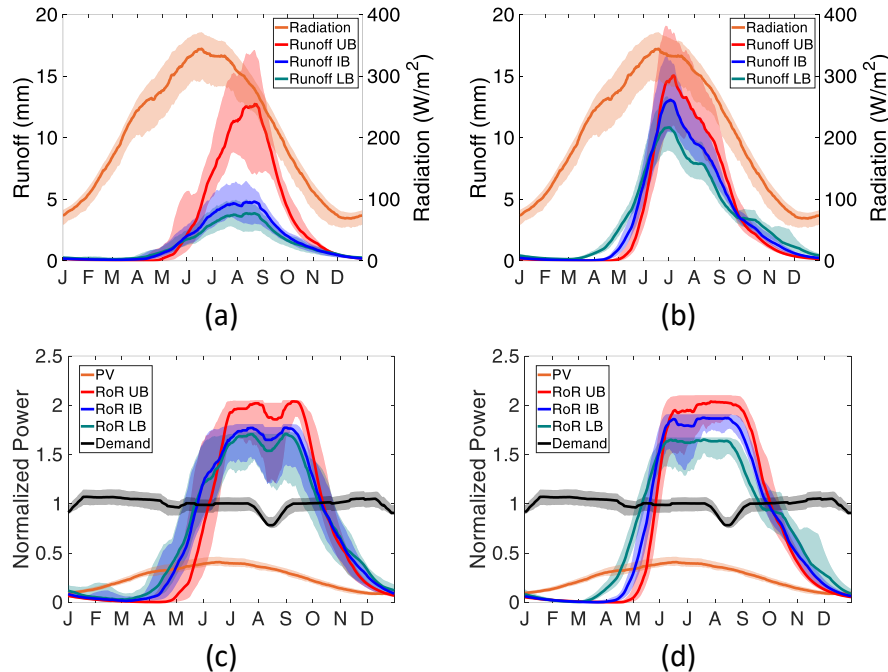 20
15
10
5
0
Runoff (mm)
Radiation
Runoff UB
Runoff IB
Runoff LB
400
300
200
100
0
Radiation (W/m²)
J F M A M J J A S O N D
(a)
20
15
10
5
0
Runoff (mm)
Radiation
Runoff UB
Runoff IB
Runoff LB
400
300
200
100
0
Radiation (W/m²)
J F M A M J J A S O N D
(b)
2.5
2
1.5
1
0.5
0
Normalized Power
PV
RoR UB
RoR IB
RoR LB
Demand
J F M A M J J A S O N D
(c)
2.5
2
1.5
1
0.5
0
Normalized Power
PV
RoR UB
RoR IB
RoR LB
Demand
J F M A M J J A S O N D
(d)